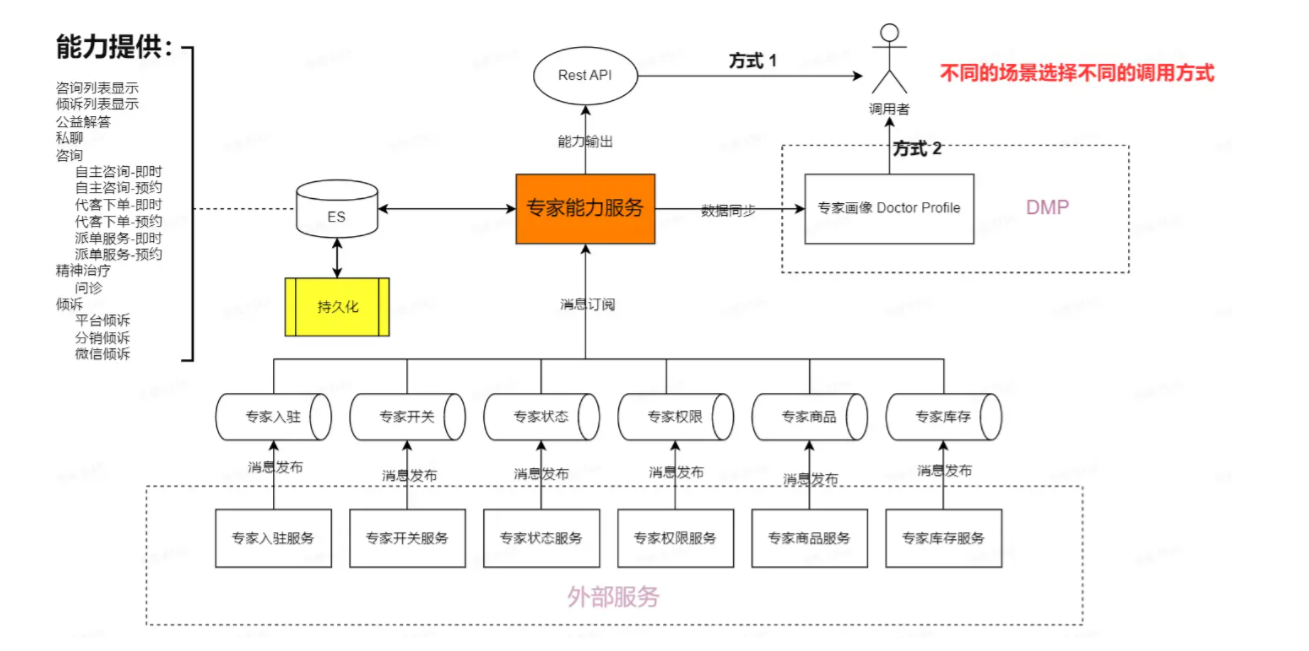 能力提供：
咨询列表显示
倾诉列表显示
公益解答
私聊
咨询
自主咨询-即时
自主咨询-预约
代客下单-即时
代客下单-预约
派单服务-即时
派单服务-预约
精神治疗
问诊
倾诉
平台倾诉
分销倾诉
微信倾诉
Rest API
方式 1
不同的场景选择不同的调用方式
调用者
能力输出
方式 2
ES
专家能力服务
数据同步
专家画像 Doctor Profile
DMP
持久化
消息订阅
专家入驻
专家开关
专家状态
专家权限
专家商品
专家库存
消息发布
消息发布
消息发布
消息发布
消息发布
消息发布
专家入驻服务
专家开关服务
专家状态服务
专家权限服务
专家商品服务
专家库存服务
外部服务